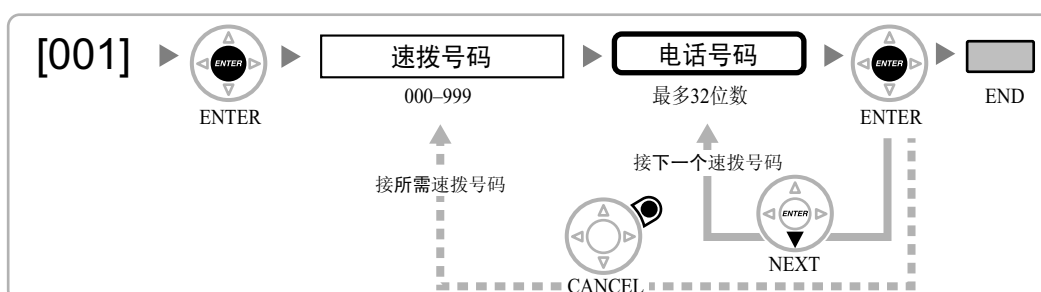 [001]
ENTER
ENTER
速拨号码
000–999
电话号码
最多32位数
ENTER
ENTER
END
接所需速拨号码
接下一个速拨号码
CANCEL
ENTER
NEXT